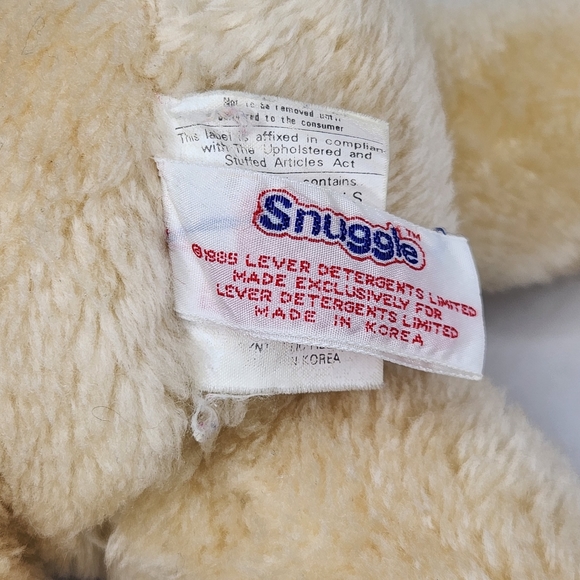 Not to be removed until
delivered to the consumer
This label is affixed in complian-
with The Upholstered and
Stuffed Articles Act
contains
Snuggle™
©1985 LEVER DETERGENTS LIMITED
MADE EXCLUSIVELY FOR
LEVER DETERGENTS LIMITED
MADE IN KOREA
KOREA